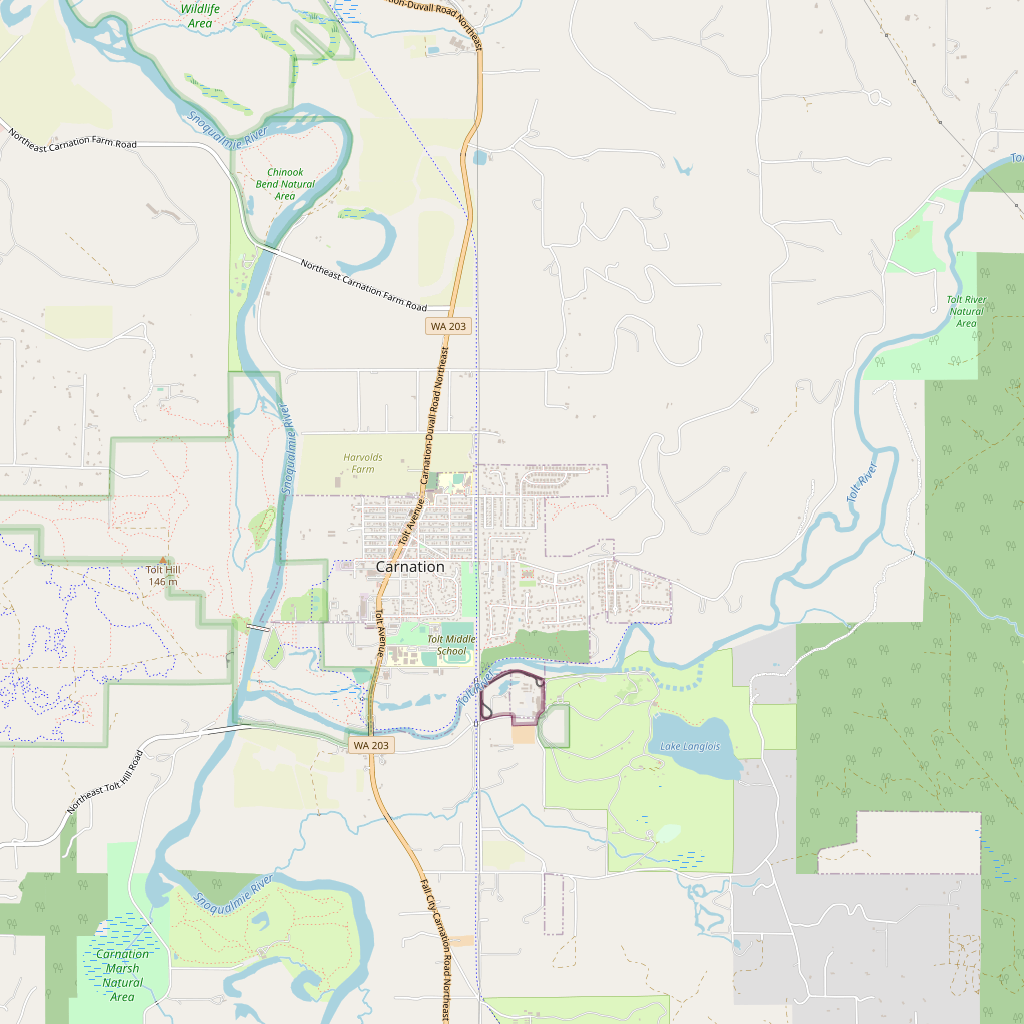 Wildlife
Area
Carnation-Duvall Road Northeast
Snoqualmie River
Northeast Carnation Farm Road
Chinook
Bend Natural
Area
Northeast Carnation Farm Road
WA 203
Tolt River
Natural
Area
Carnation-Duvall Road Northeast
Snoqualmie River
Harvolds
Farm
Tolt River
Tolt Avenue
Carnation
Tolt Hill
146 m
Tolt Avenue
Tolt Middle
School
Tolt River
WA 203
Lake Langlois
Northeast Tolt Hill Road
Snoqualmie River
Fall City-Carnation Road Northeast
Carnation
Marsh
Natural
Area